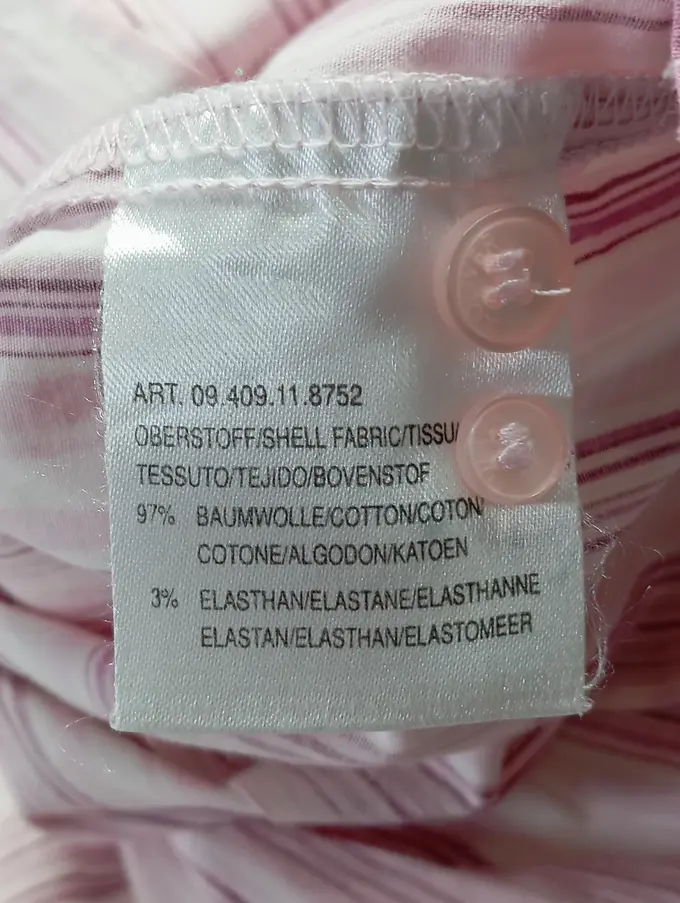 ART. 09.409.11.8752
OBERSTOFF/SHELL FABRIC/TISSU/
TESSUTO/TEJIDO/BOVENSTOF
97% BAUMWOLLE/COTTON/COTON/
COTONE/ALGODON/KATOEN
3% ELASTHAN/ELASTANE/ELASTHANNE
ELASTAN/ELASTHAN/ELASTOMEER